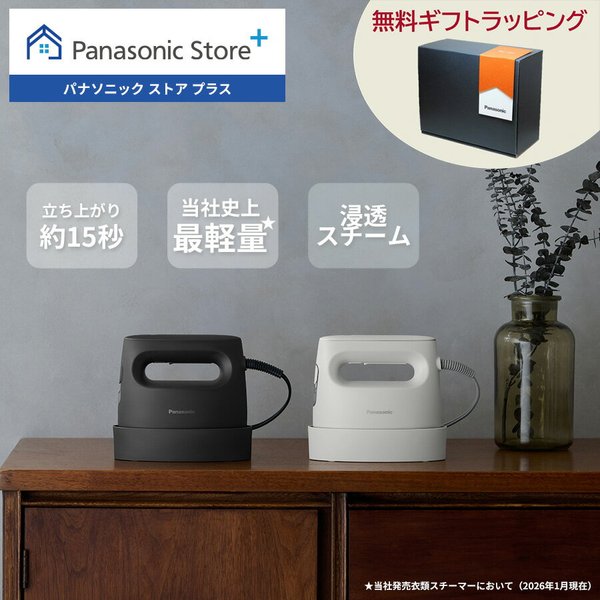 Panasonic Store+
パナソニック ストア プラス
無料ギフトラッピング
Panasonic
立ち上がり
約15秒
当社史上
最軽量★
浸透
スチーム
Panasonic
Panasonic
★当社発売衣類スチーマーにおいて（2026年1月現在）